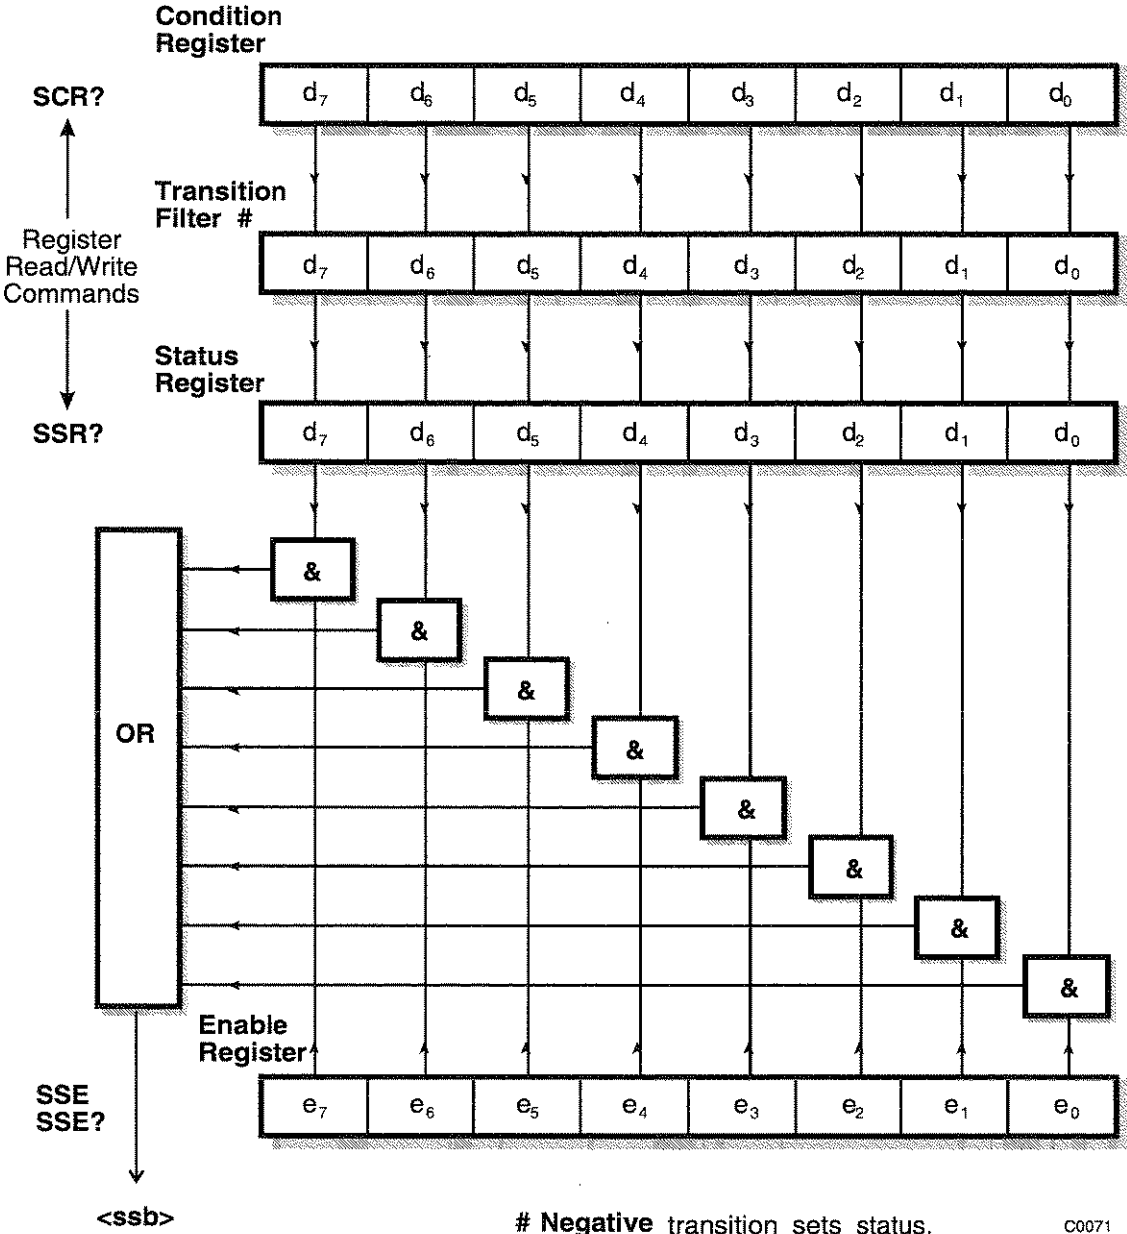 Condition
Register
SCR?
d₇ d₆ d₅ d₄ d₃ d₂ d₁ d₀
Transition
Filter #
Register
Read/Write
Commands
d₇ d₆ d₅ d₄ d₃ d₂ d₁ d₀
Status
Register
SSR?
d₇ d₆ d₅ d₄ d₃ d₂ d₁ d₀
&
&
&
&
&
&
&
&
OR
Enable
Register
SSE
SSE?
e₇ e₆ e₅ e₄ e₃ e₂ e₁ e₀
<ssb>
# Negative transition sets status.
C0071